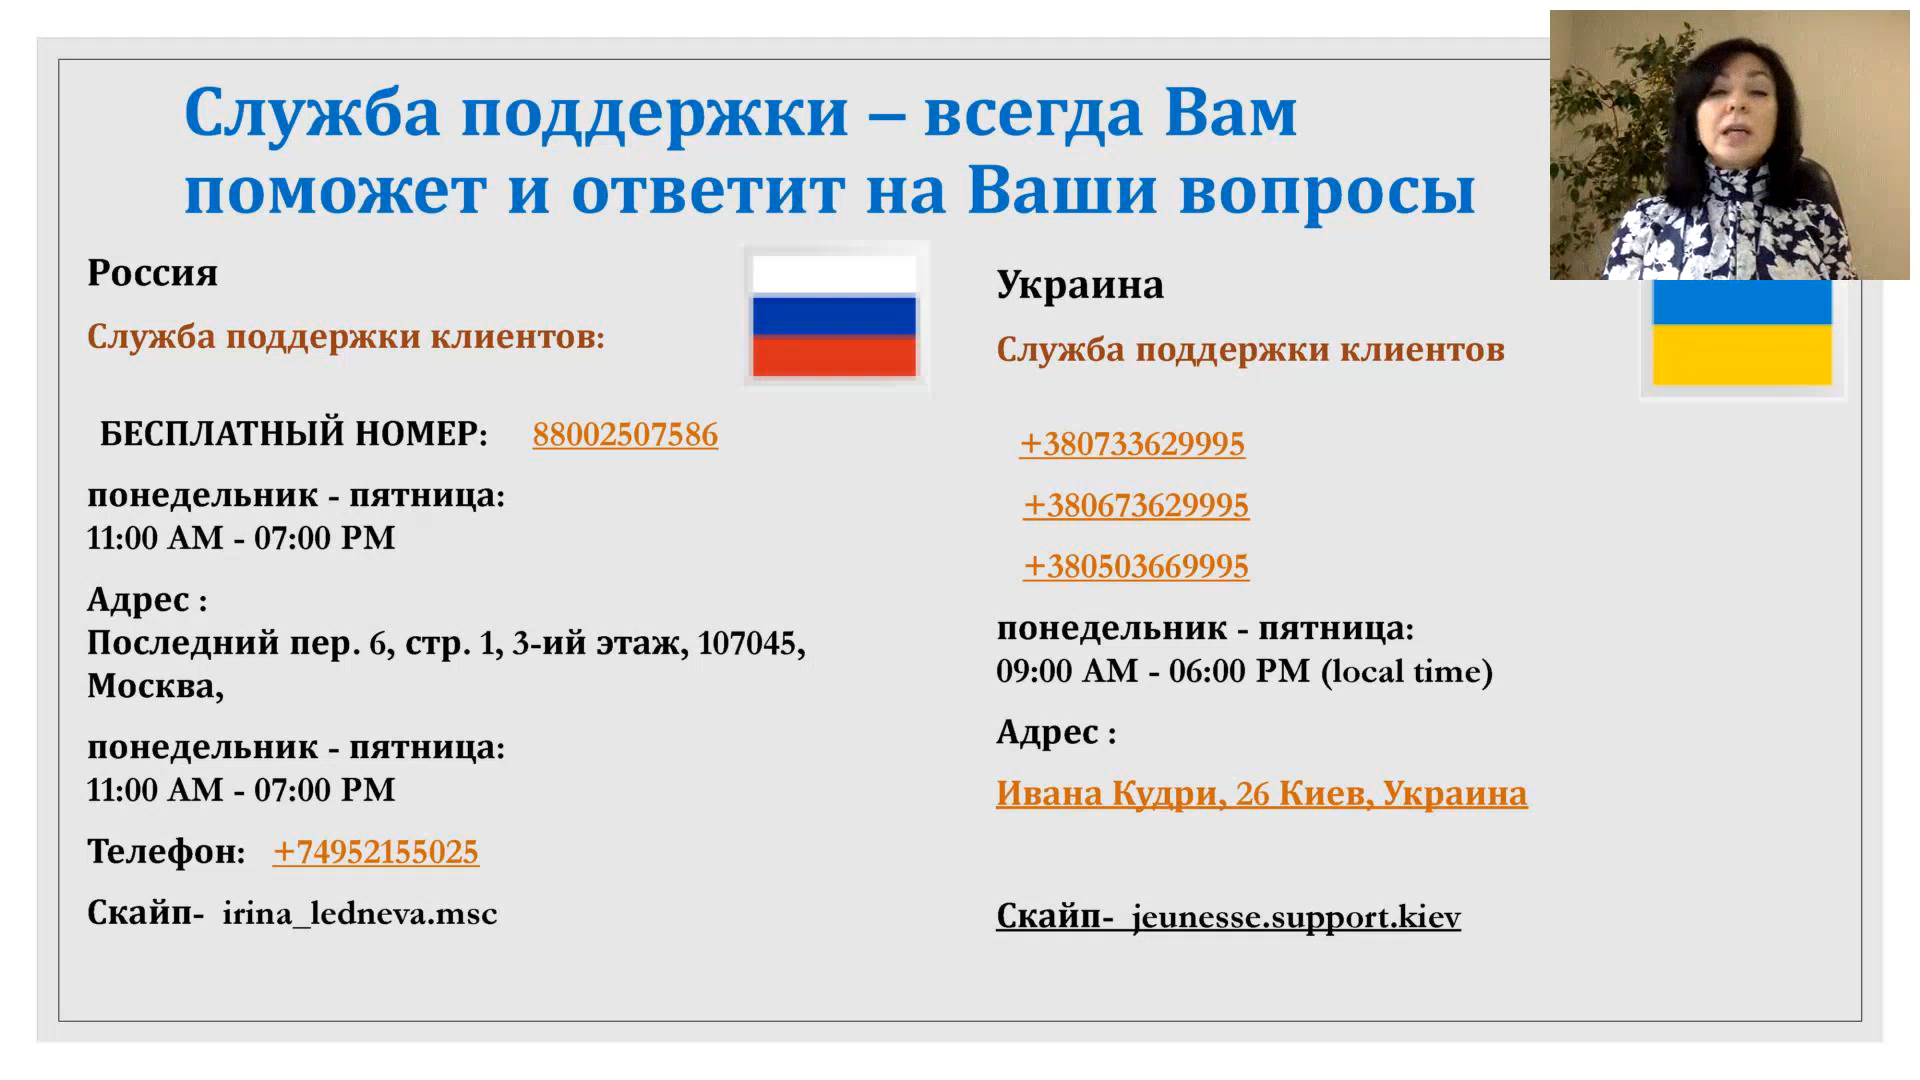 Служба поддержки – всегда Вам
поможет и ответит на Ваши вопросы
Россия
Служба поддержки клиентов:
БЕСПЛАТНЫЙ НОМЕР: 88002507586
понедельник - пятница:
11:00 AM - 07:00 PM
Адрес :
Последний пер. 6, стр. 1, 3-ий этаж, 107045,
Москва,
понедельник - пятница:
11:00 AM - 07:00 PM
Телефон: +74952155025
Скайп- irina_ledneva.msc
Украина
Служба поддержки клиентов
+380733629995
+380673629995
+380503669995
понедельник - пятница:
09:00 AM - 06:00 PM (local time)
Адрес :
Ивана Кудри, 26 Киев, Украина
Скайп- jeunesse.support.kiev